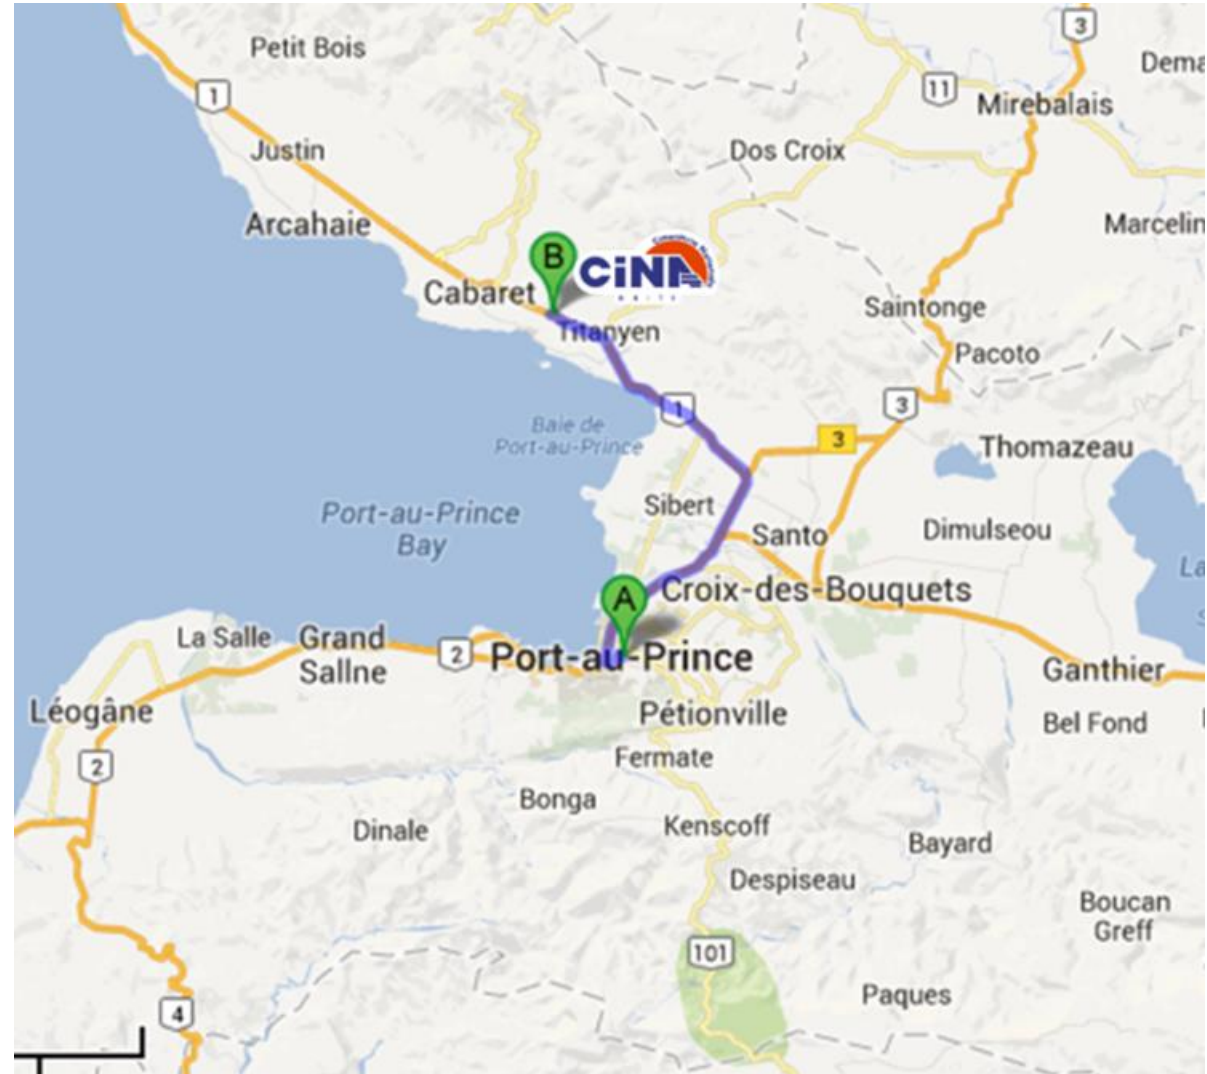 3
Petit Bois
Dema
11
1
Mirebalais
Justin
Dos Croix
Arcahaie
Marcelin
B
CiNA
Cabaret
Saintonge
Titanyen
Pacoto
3
1
Baie de
Port-au-Prince
3
Thomazeau
Sibert
Port-au-Prince
Bay
Santo
Dimulseou
La
S
A
Croix-des-Bouquets
La Salle
Grand
Sallne
2
Port-au-Prince
Ganthier
Léogâne
Pétionville
Bel Fond
Fermate
2
Bonga
Dinale
Kenscoff
Bayard
Despiseau
Boucan
Greff
101
Paques
4